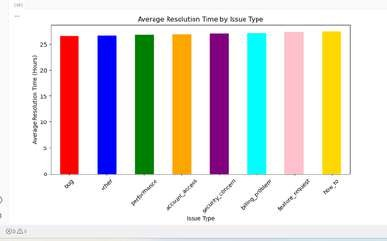 Average Resolution Time by Issue Type
Average Resolution Time (Hours)
25
20
15
10
5
0
bug
other
performance
account_access
security_concern
billing_problem
feature_request
how_to
Issue Type